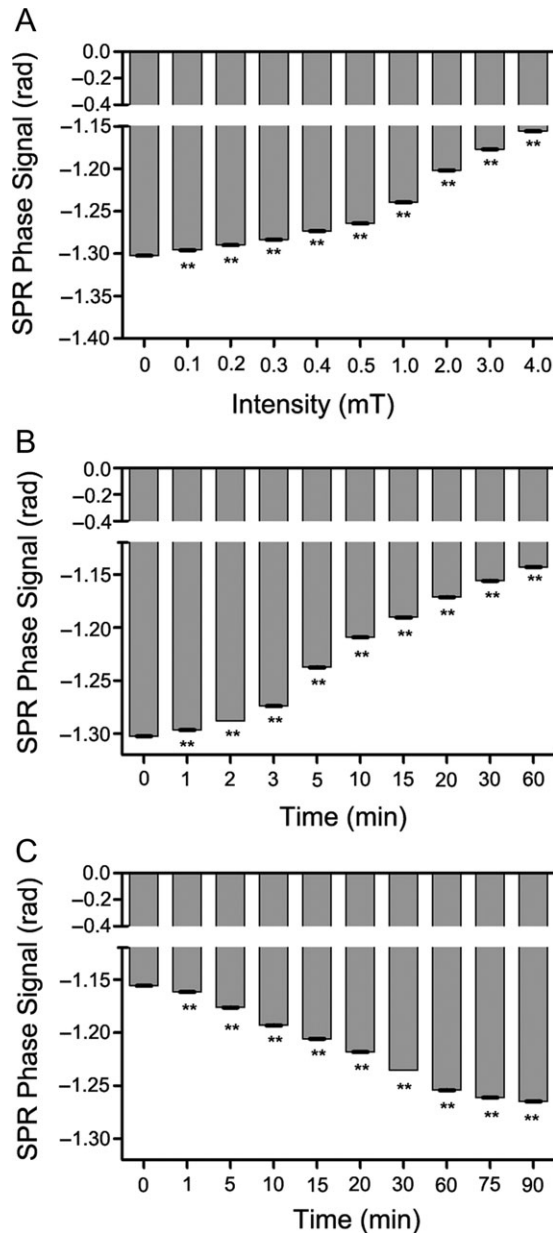 A
SPR Phase Signal (rad)
0.0
−0.2
−0.4
−1.15
−1.20
−1.25
−1.30
−1.35
−1.40
** ** ** ** ** ** ** ** **
0 0.1 0.2 0.3 0.4 0.5 1.0 2.0 3.0 4.0
Intensity (mT)
B
SPR Phase Signal (rad)
0.0
−0.2
−0.4
−1.15
−1.20
−1.25
−1.30
** ** ** ** ** ** ** ** **
0 1 2 3 5 10 15 20 30 60
Time (min)
C
SPR Phase Signal (rad)
0.0
−0.2
−0.4
−1.15
−1.20
−1.25
−1.30
** ** ** ** ** ** ** ** **
0 1 5 10 15 20 30 60 75 90
Time (min)